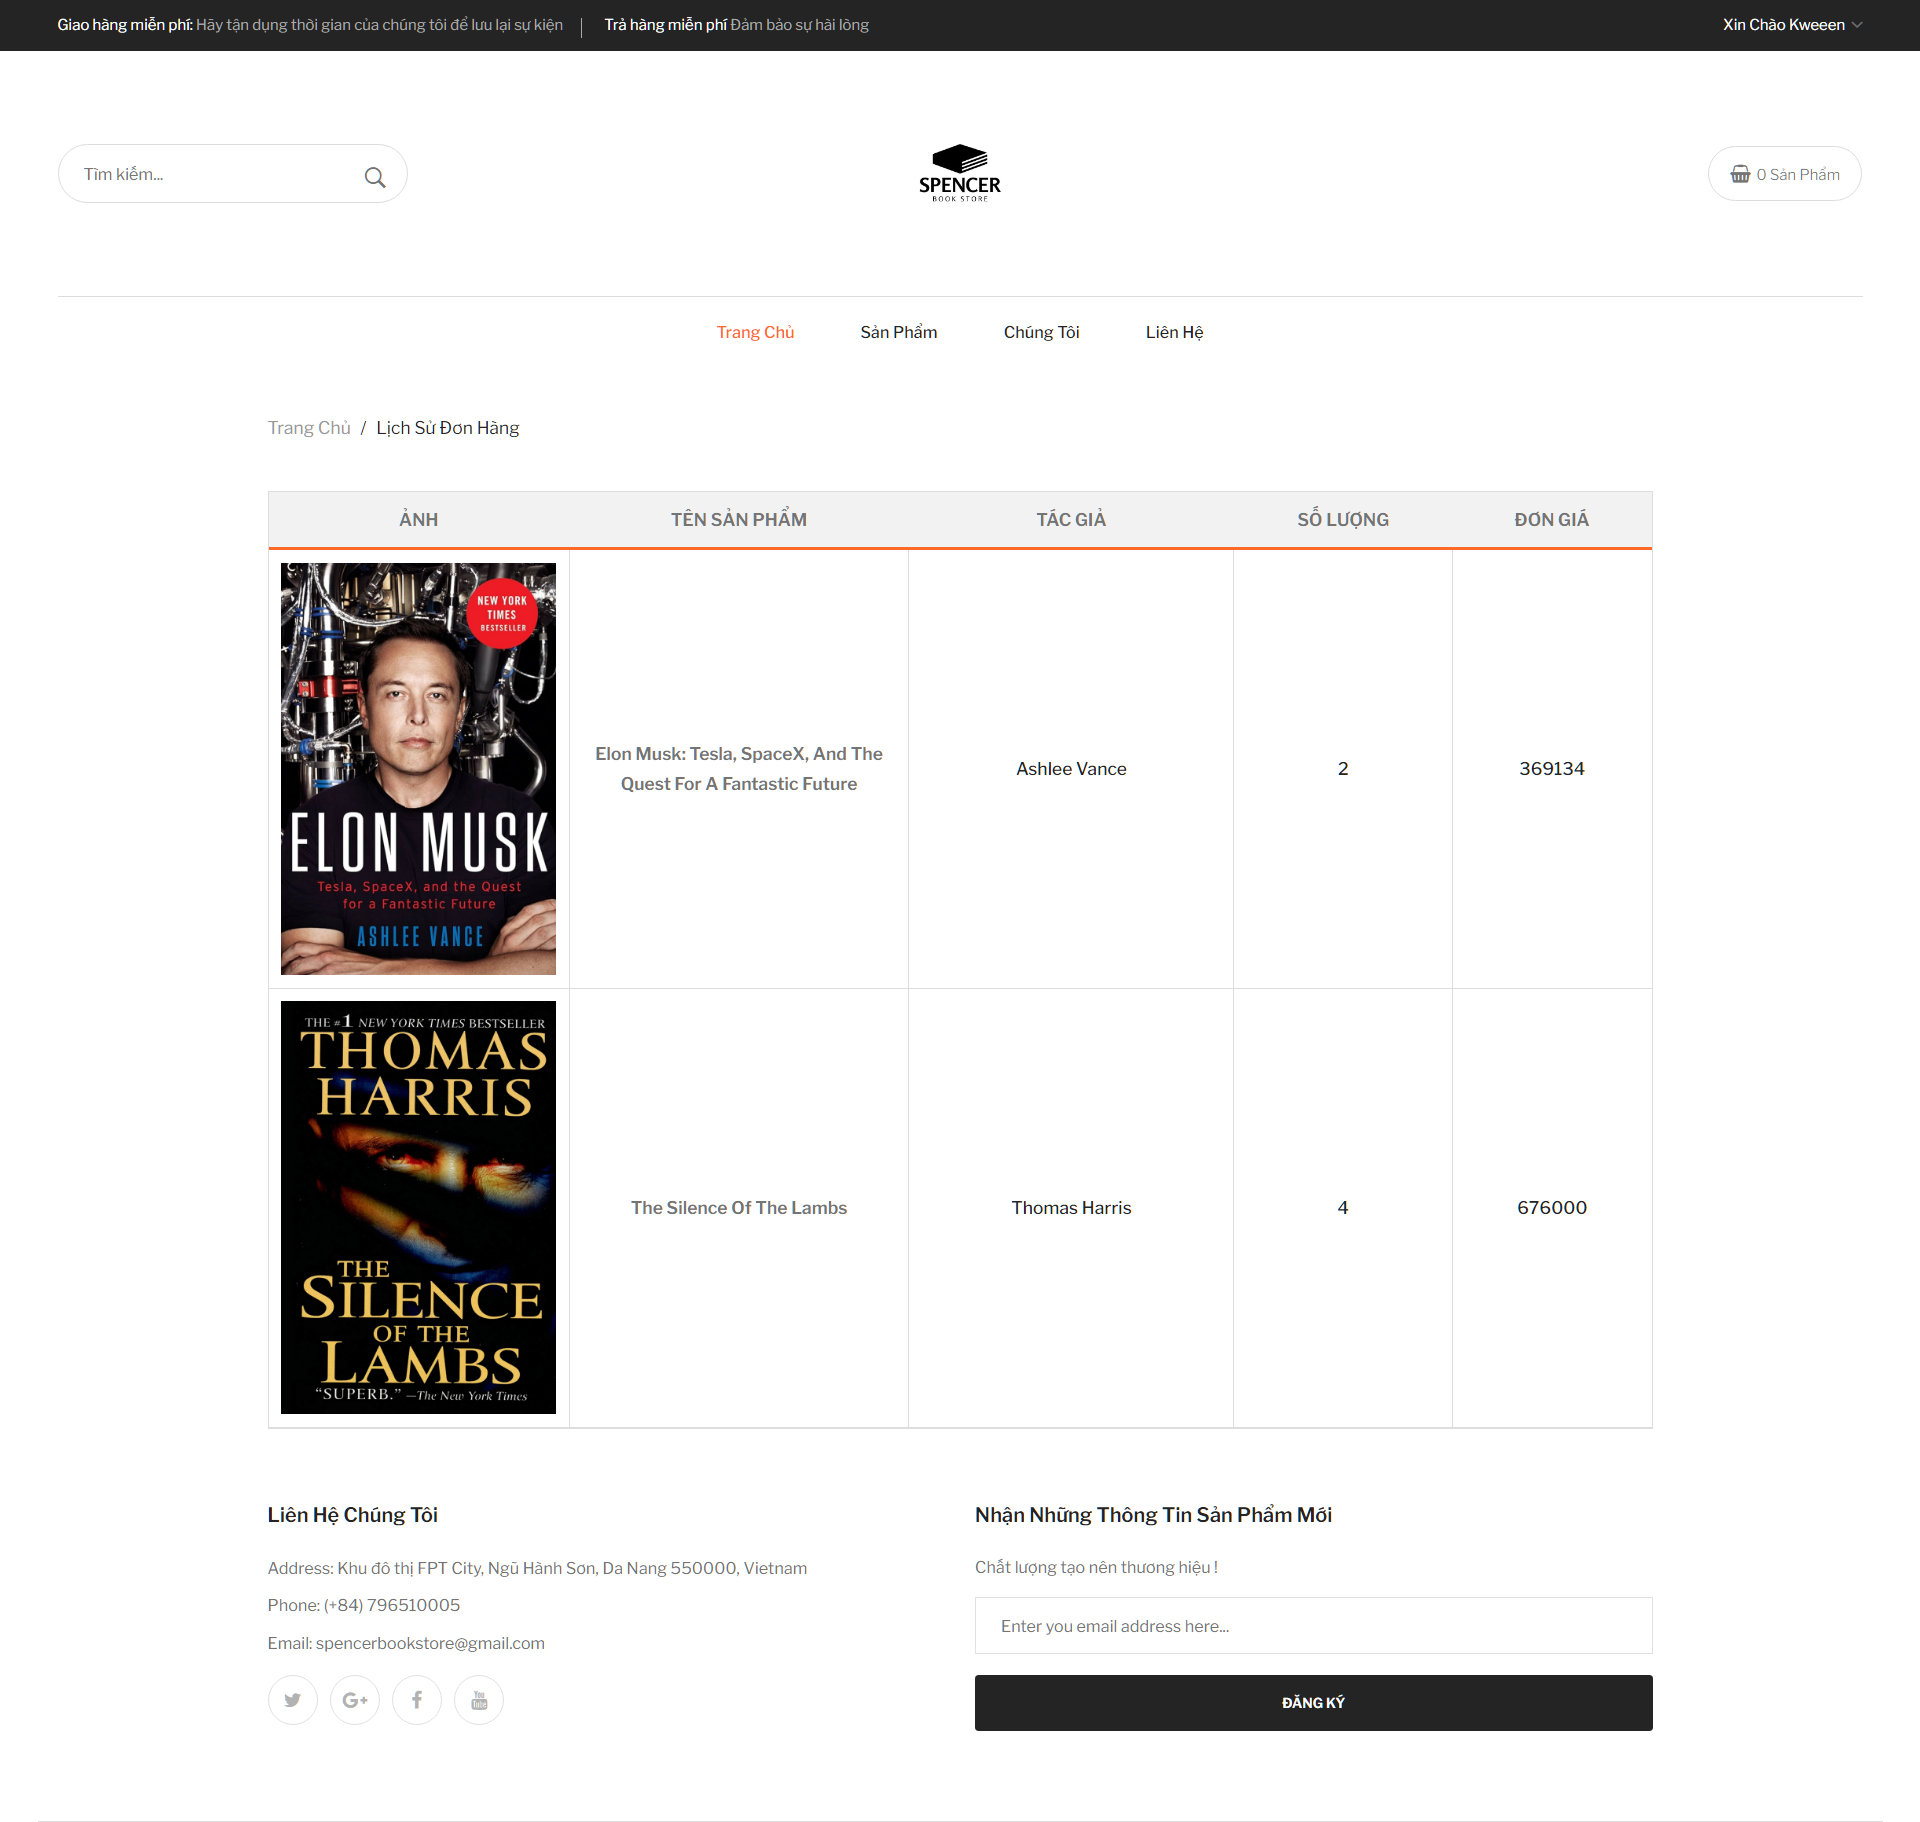 Giao hàng miễn phí: Hãy tận dụng thời gian của chúng tôi để lưu lại sự kiện
Trả hàng miễn phí Đảm bảo sự hài lòng
Xin Chào Kweeen
Tìm kiếm...
SPENCER
BOOK STORE
0 Sản Phẩm
Trang Chủ
Sản Phẩm
Chúng Tôi
Liên Hệ
Trang Chủ / Lịch Sử Đơn Hàng
ẢNH
TÊN SẢN PHẨM
TÁC GIẢ
SỐ LƯỢNG
ĐƠN GIÁ
NEW YORK
TIMES
BESTSELLER
ELON MUSK
Tesla, SpaceX, and the Quest
for a Fantastic Future
ASHLEE VANCE
Elon Musk: Tesla, SpaceX, And The
Quest For A Fantastic Future
Ashlee Vance
2
369134
THE #1 NEW YORK TIMES BESTSELLER
THOMAS
HARRIS
THE
SILENCE
OF THE
LAMBS
"SUPERB." —The New York Times
The Silence Of The Lambs
Thomas Harris
4
676000
Liên Hệ Chúng Tôi
Address: Khu đô thị FPT City, Ngũ Hành Sơn, Da Nang 550000, Vietnam
Phone: (+84) 796510005
Email: spencerbookstore@gmail.com
You
Tube
Nhận Những Thông Tin Sản Phẩm Mới
Chất lượng tạo nên thương hiệu !
Enter you email address here...
ĐĂNG KÝ